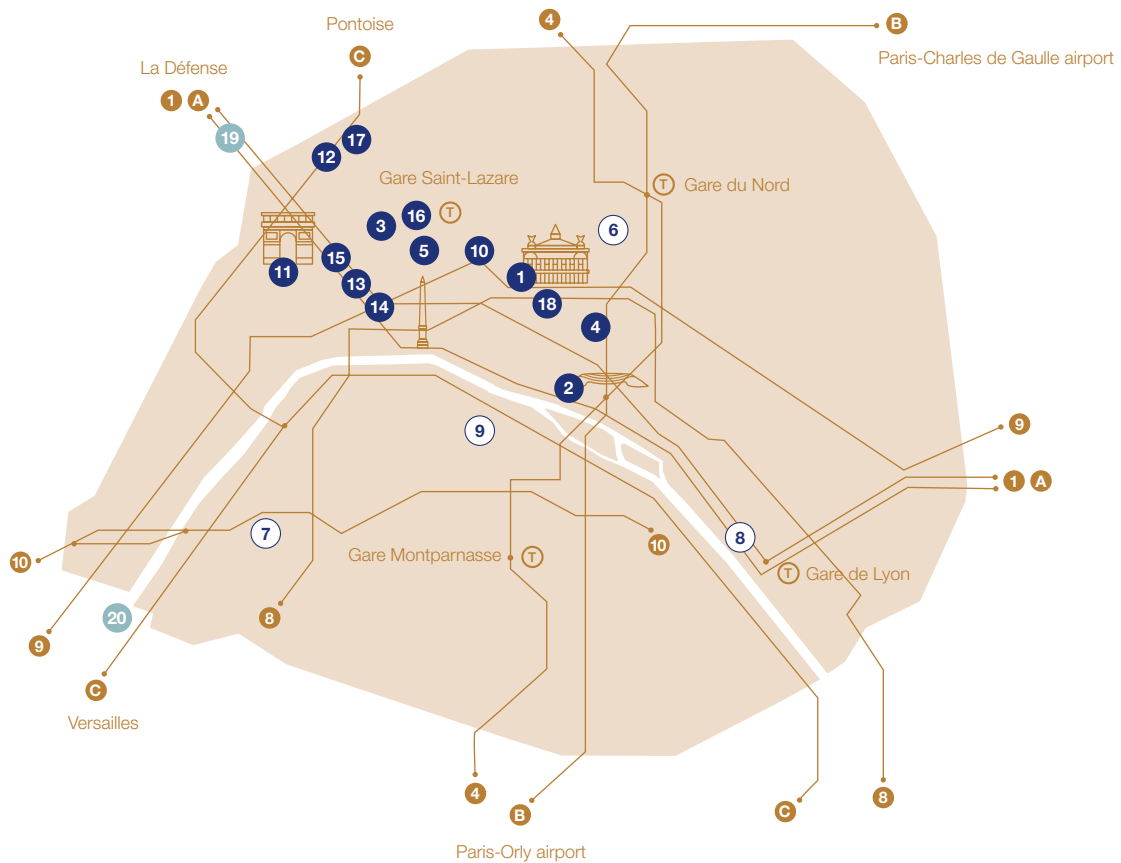 4
B
Pontoise
Paris-Charles de Gaulle airport
C
La Défense
1 A
19
17
12
Gare Saint-Lazare
T Gare du Nord
16 T
3
6
5
10
15
11
1
13
18
14
4
2
9
9
1 A
7
8
10
Gare Montparnasse T
10
T Gare de Lyon
20
8
9
C
Versailles
4
8
B
C
Paris-Orly airport